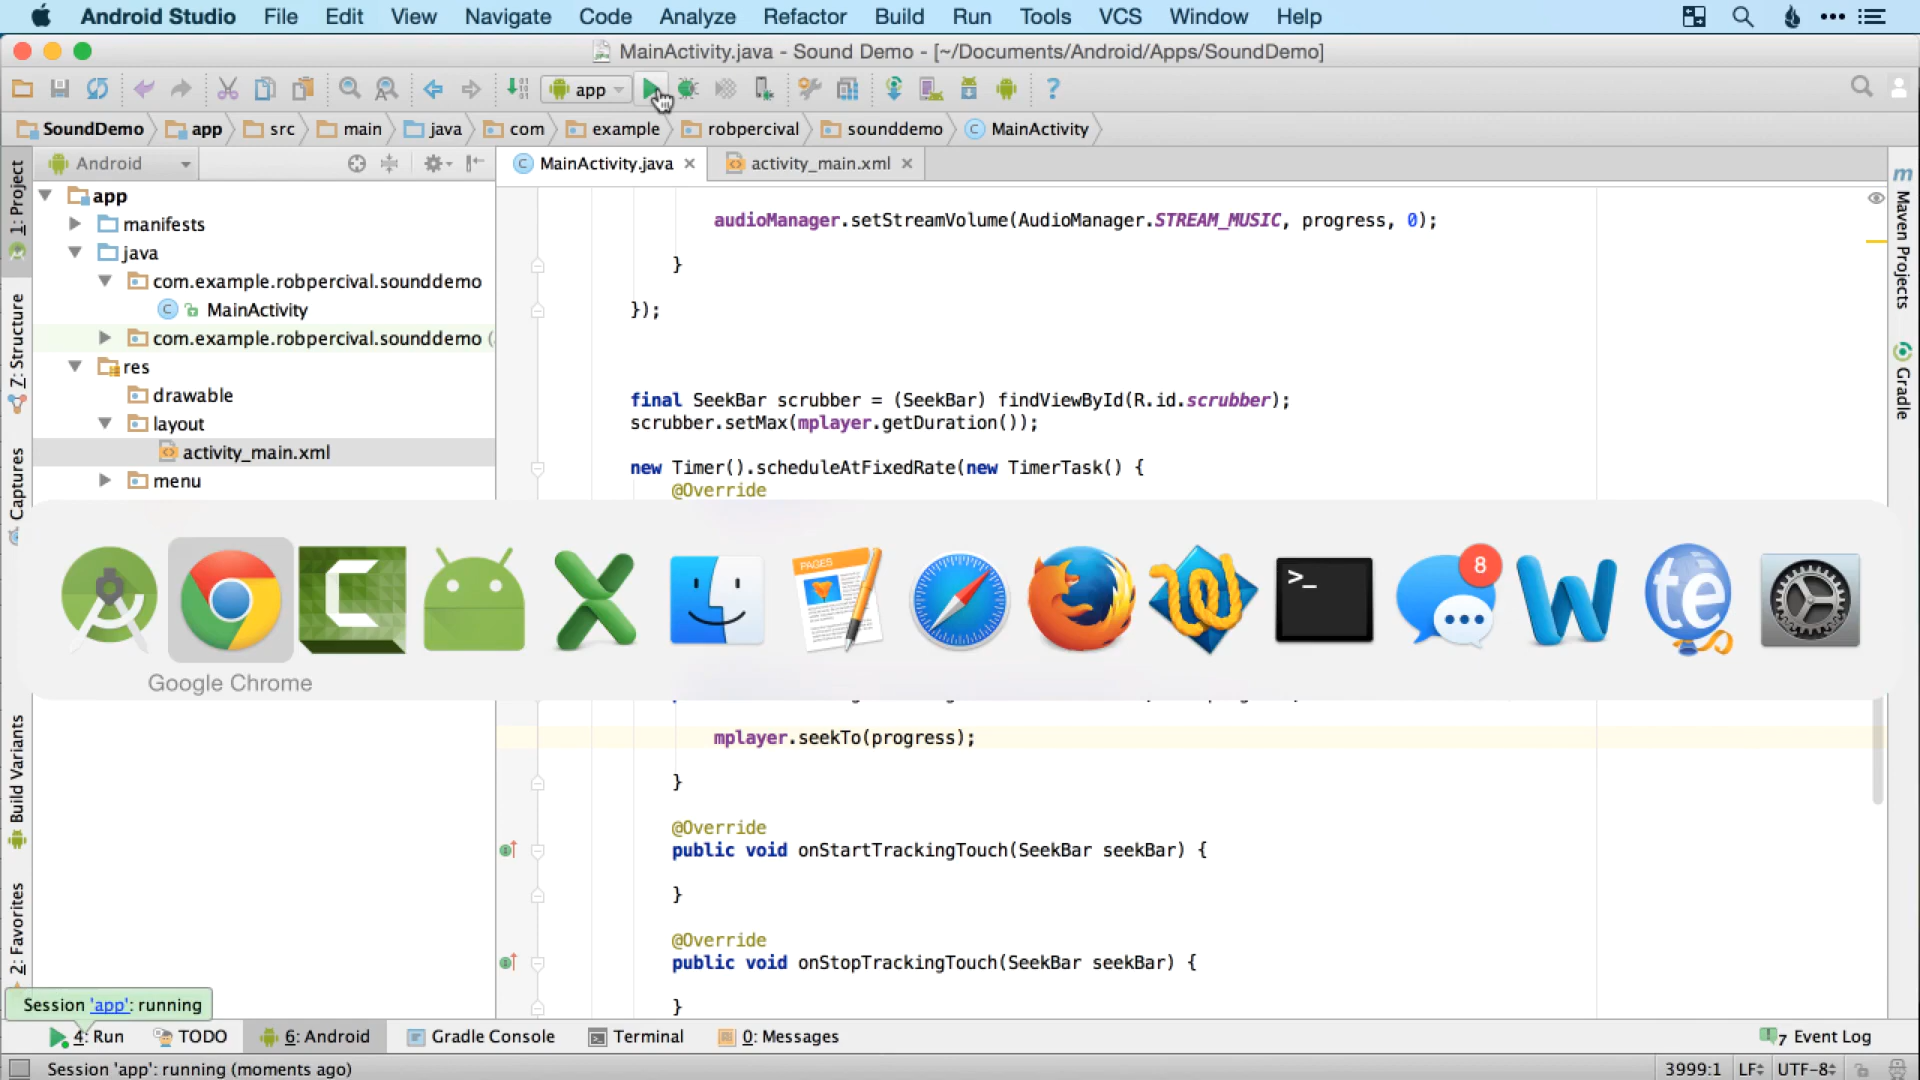 Android Studio File Edit View Navigate Code Analyze Refactor Build Run Tools VCS Window Help
MainActivity.java - Sound Demo - [~/Documents/Android/Apps/SoundDemo]
app
SoundDemo app src main java com example robpercival sounddemo MainActivity
Android
MainActivity.java activity_main.xml
1: Project
7: Structure
Captures
Build Variants
2: Favorites
app
manifests
java
com.example.robpercival.sounddemo
MainActivity
com.example.robpercival.sounddemo (
res
drawable
layout
activity_main.xml
menu
audioManager.setStreamVolume(AudioManager.STREAM_MUSIC, progress, 0);
}
});
final SeekBar scrubber = (SeekBar) findViewById(R.id.scrubber);
scrubber.setMax(mplayer.getDuration());
new Timer().scheduleAtFixedRate(new TimerTask() {
@Override
PAGES
>_
8
W
te
Google Chrome
mplayer.seekTo(progress);
}
@Override
public void onStartTrackingTouch(SeekBar seekBar) {
}
@Override
public void onStopTrackingTouch(SeekBar seekBar) {
}
m
Maven Projects
Gradle
Session 'app': running
4: Run TODO 6: Android Gradle Console Terminal 0: Messages 7 Event Log
Session 'app': running (moments ago) 3999:1 LF UTF-8